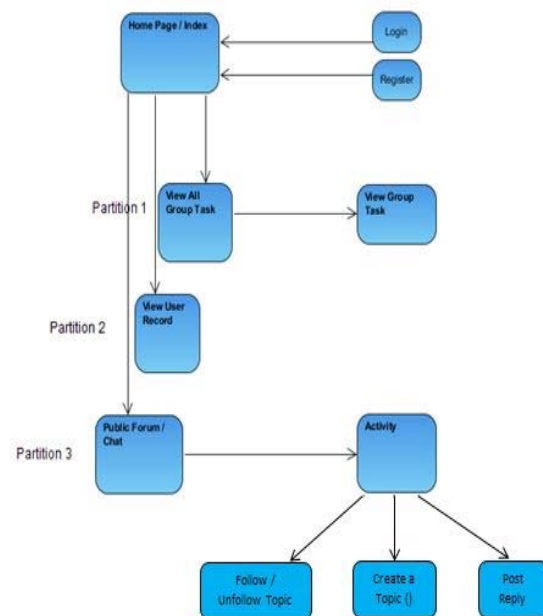 Home Page / Index
Login
Register
Partition 1
View All
Group Task
View Group
Task
Partition 2
View User
Record
Partition 3
Public Forum /
Chat
Activity
Follow /
Unfollow Topic
Create a
Topic ()
Post
Reply